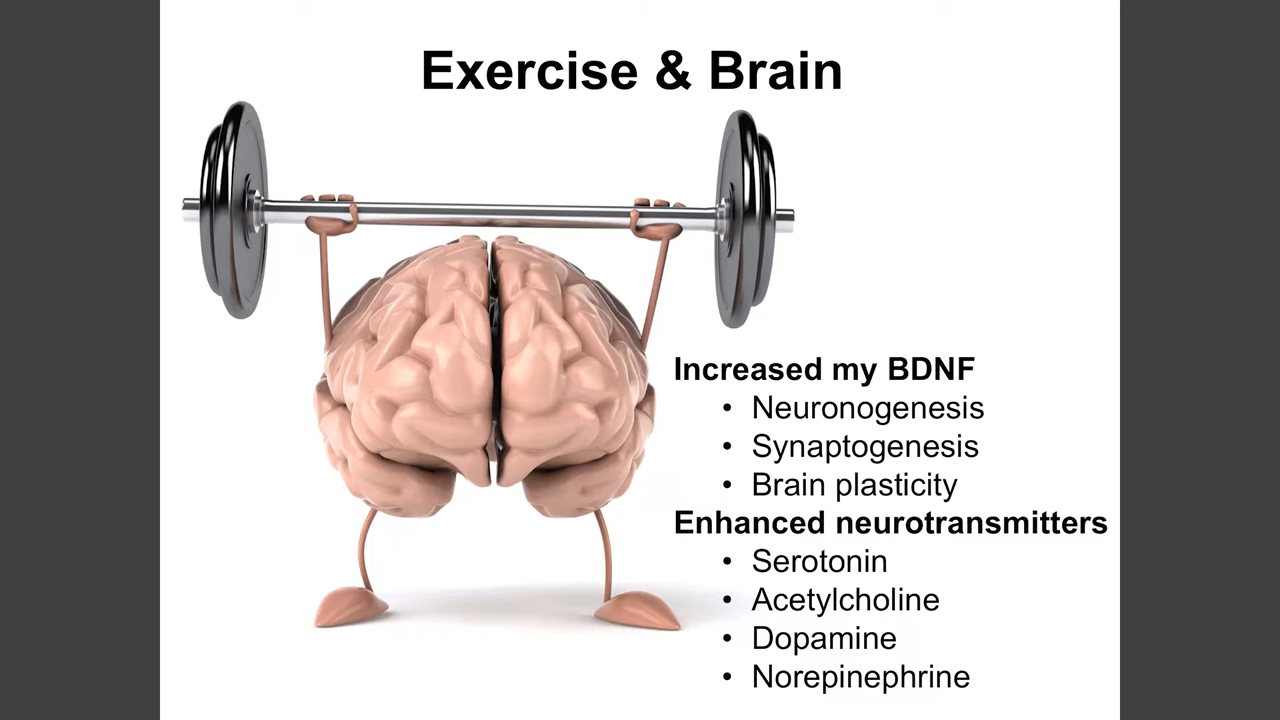 Exercise & Brain
Increased my BDNF
• Neuronogenesis
• Synaptogenesis
• Brain plasticity
Enhanced neurotransmitters
• Serotonin
• Acetylcholine
• Dopamine
• Norepinephrine